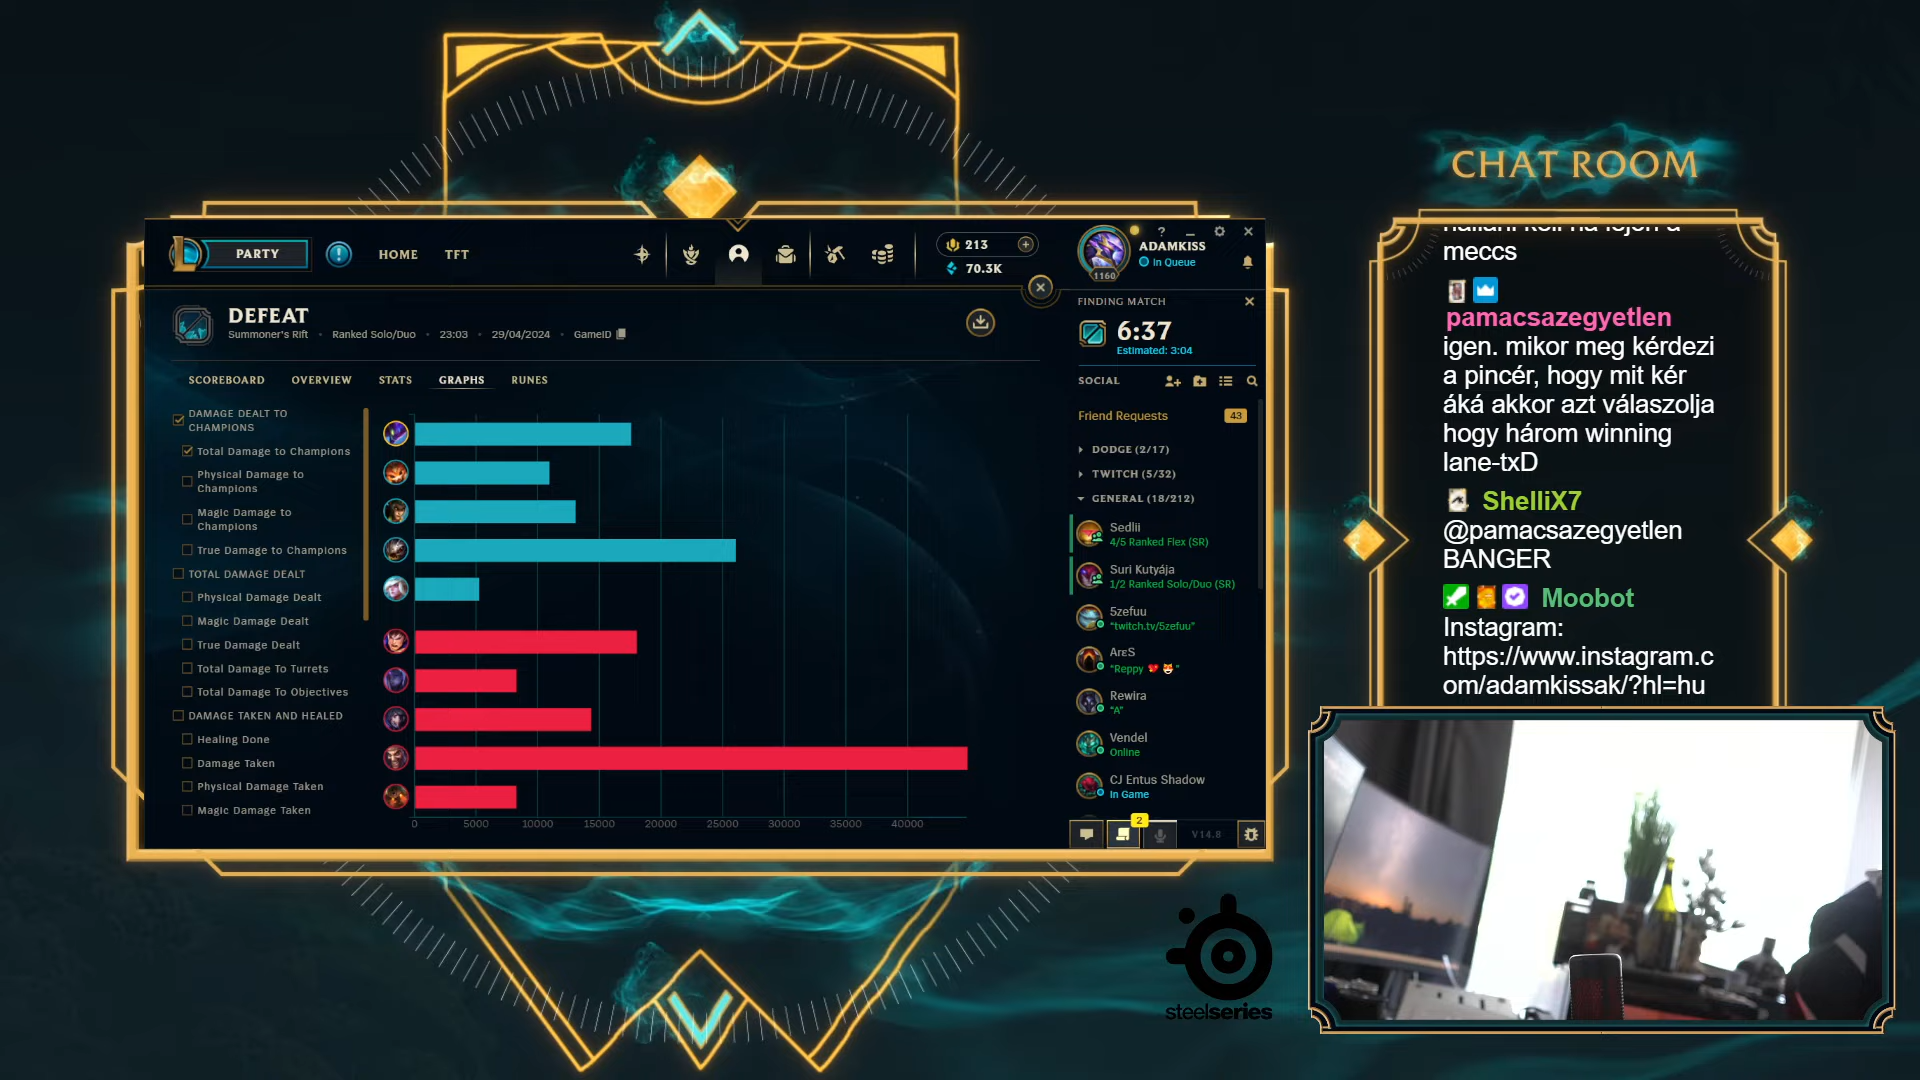 CHAT ROOM
PARTY
HOME
TFT
213
70.3K
?
ADAMKISS
In Queue
1160
DEFEAT
Summoner's Rift • Ranked Solo/Duo • 23:03 • 29/04/2024 • GameID
FINDING MATCH
6:37
Estimated: 3:04
SCOREBOARD
OVERVIEW
STATS
GRAPHS
RUNES
DAMAGE DEALT TO
CHAMPIONS
Total Damage to Champions
Physical Damage to
Champions
Magic Damage to
Champions
True Damage to Champions
TOTAL DAMAGE DEALT
Physical Damage Dealt
Magic Damage Dealt
True Damage Dealt
Total Damage To Turrets
Total Damage To Objectives
DAMAGE TAKEN AND HEALED
Healing Done
Damage Taken
Physical Damage Taken
Magic Damage Taken
0 5000 10000 15000 20000 25000 30000 35000 40000
SOCIAL
Friend Requests 43
DODGE (2/17)
TWITCH (5/32)
GENERAL (18/212)
Sedlii
4/5 Ranked Flex (SR)
Suri Kutyája
1/2 Ranked Solo/Duo (SR)
5zefuu
"twitch.tv/5zefuu"
ArεS
"Reppy 💔 🐯 "
Rewira
"A"
Vendel
Online
CJ Entus Shadow
In Game
2
V14.8
meccs
pamacsazegyetlen
igen. mikor meg kérdezi
a pincér, hogy mit kér
áká akkor azt válaszolja
hogy három winning
lane-txD
ShelliX7
@pamacsazegyetlen
BANGER
Moobot
Instagram:
https://www.instagram.c
om/adamkissak/?hl=hu
steelseries